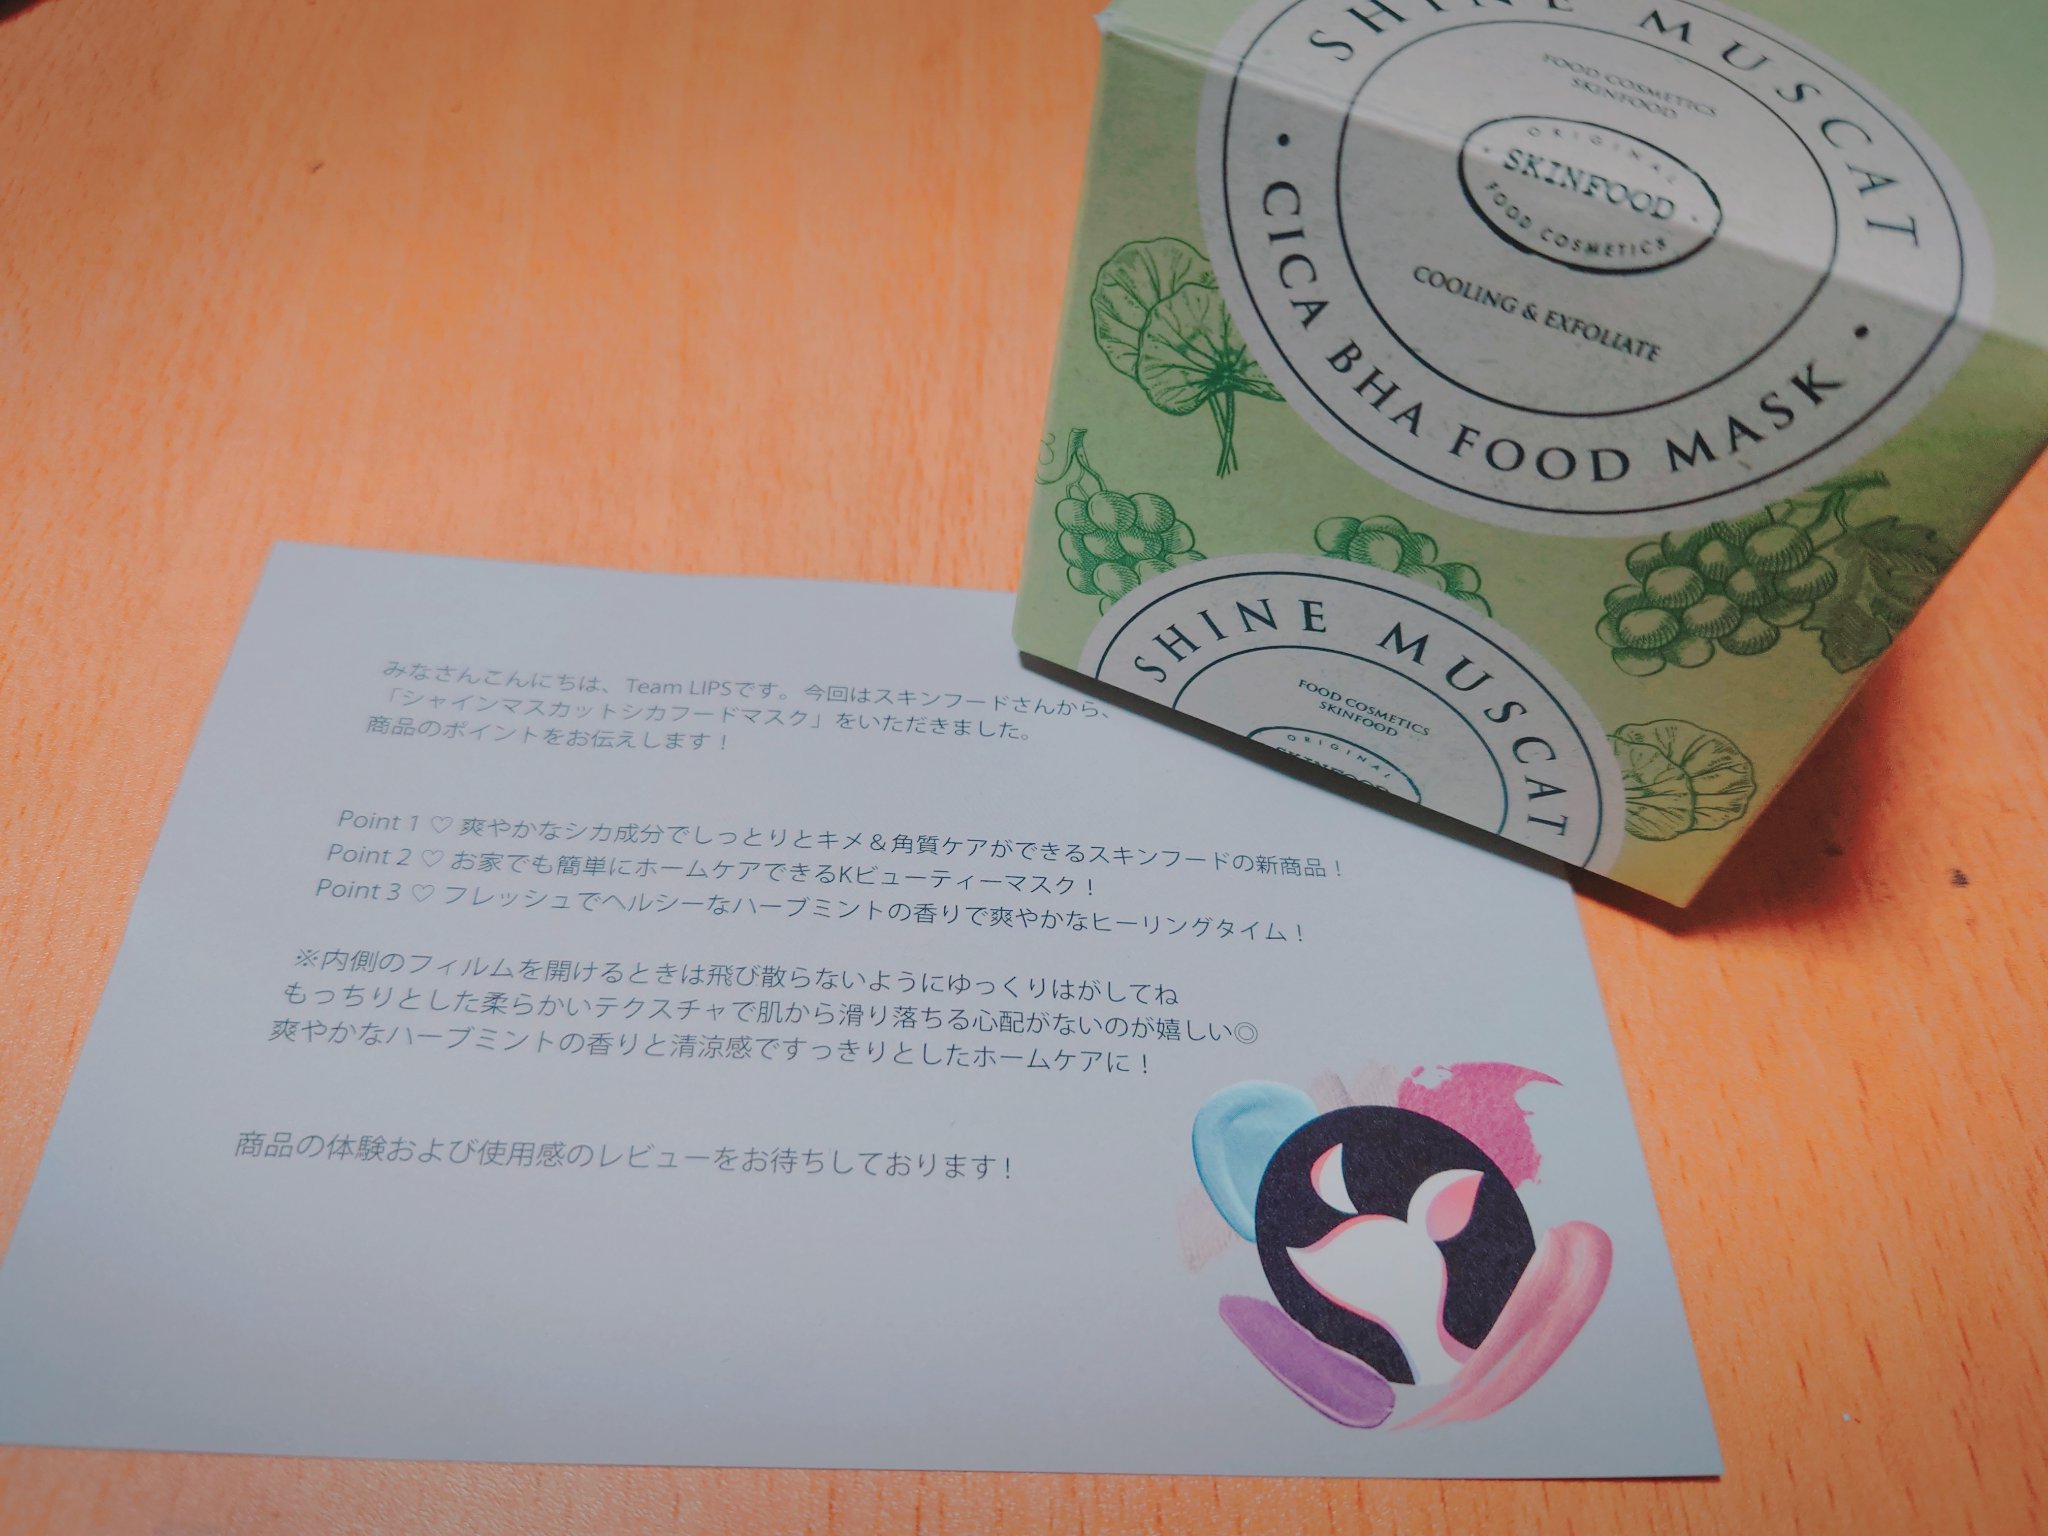 SHINE MUSCAT
FOOD COSMETICS
SKINFOOD
ORIGINAL
SKINFOOD
FOOD COSMETICS
COOLING & EXFOLIATE
CICA BHA FOOD MASK
SHINE MUSCAT
FOOD COSMETICS
SKINFOOD
ORIGINAL
SKINFOOD
みなさんこんにちは、Team LIPSです。今回はスキンフードさんから、
「シャインマスカットシカフードマスク」をいただきました。
商品のポイントをお伝えします！
Point 1 ♡ 爽やかなシカ成分でしっとりとキメ＆角質ケアができるスキンフードの新商品！
Point 2 ♡ お家でも簡単にホームケアできるKビューティーマスク！
Point 3 ♡ フレッシュでヘルシーなハーブミントの香りで爽やかなヒーリングタイム！
※内側のフィルムを開けるときは飛び散らないようにゆっくりはがしてね
もっちりとした柔らかいテクスチャで肌から滑り落ちる心配がないのが嬉しい◎
爽やかなハーブミントの香りと清涼感ですっきりとしたホームケアに！
商品の体験および使用感のレビューをお待ちしております！